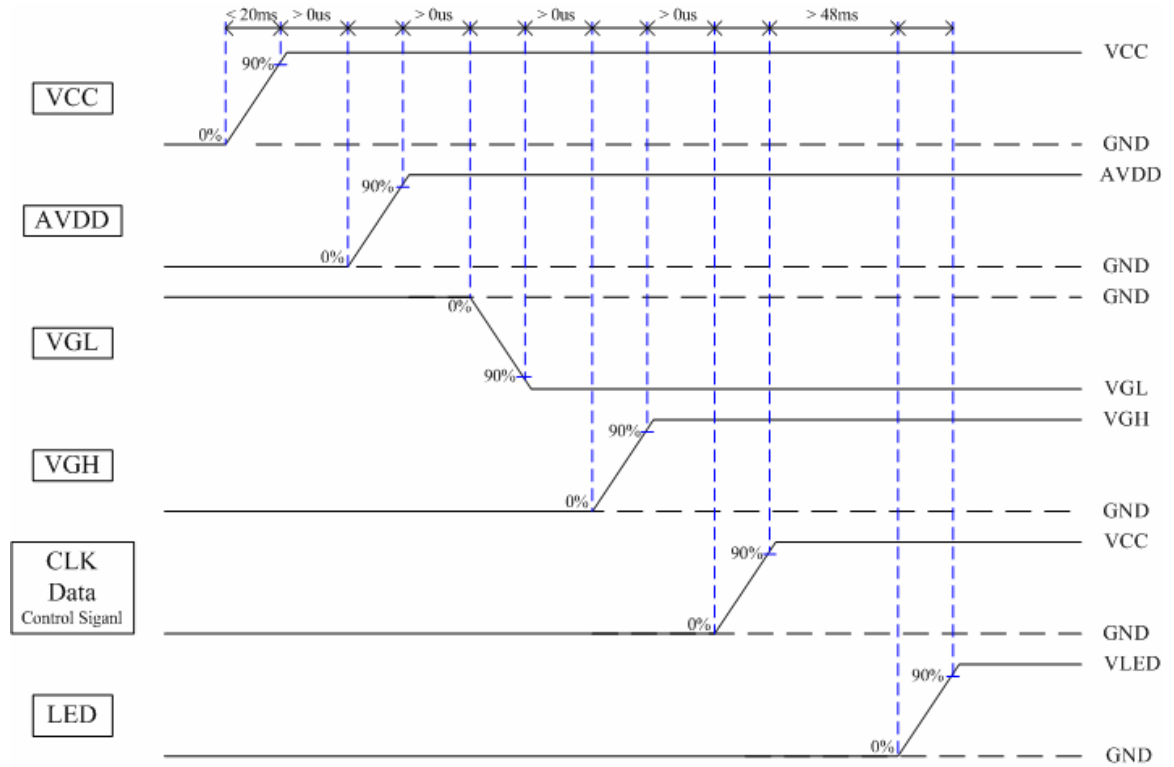 < 20ms > 0us > 0us > 0us > 0us > 48ms
VCC
90%
VCC
0%
GND
AVDD
90%
AVDD
0%
GND
GND
0%
VGL
90%
VGL
VGH
90%
VGH
0%
GND
VCC
CLK
Data
Control Siganl
90%
0%
GND
VLED
90%
LED
0%
GND